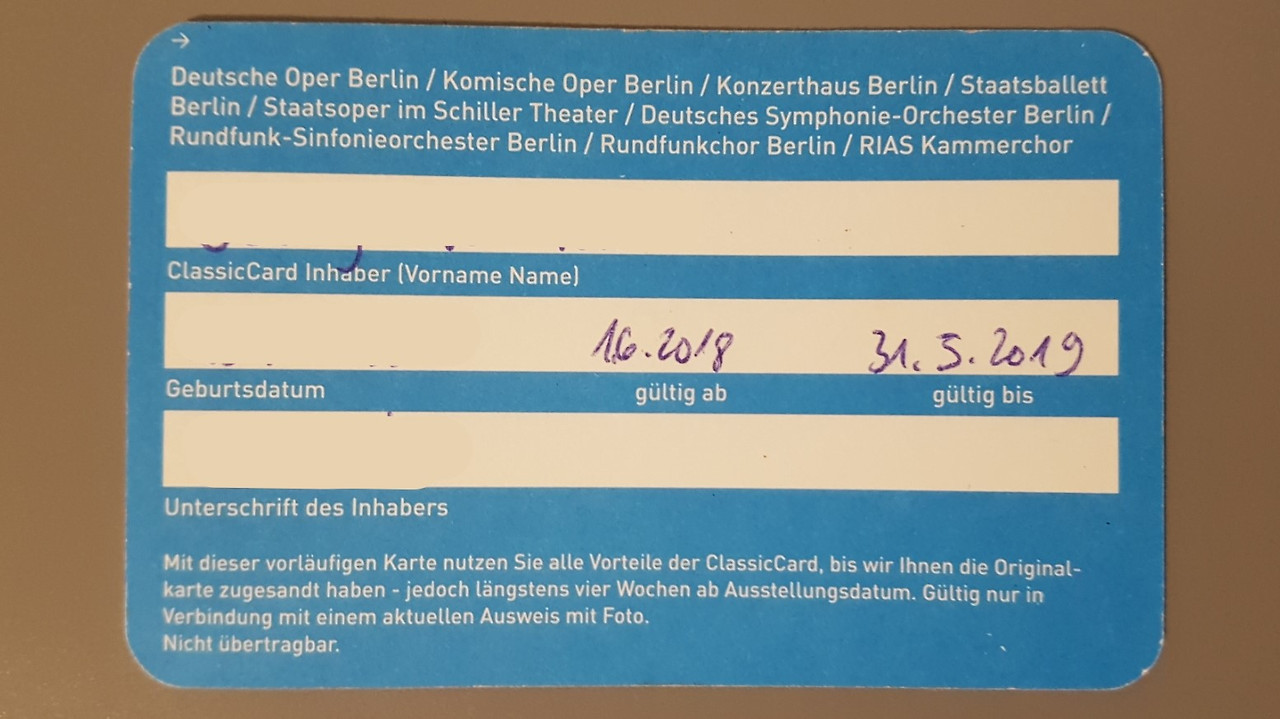 →
Deutsche Oper Berlin / Komische Oper Berlin / Konzerthaus Berlin / Staatsballett
Berlin / Staatsoper im Schiller Theater / Deutsches Symphonie-Orchester Berlin /
Rundfunk-Sinfonieorchester Berlin / Rundfunkchor Berlin / RIAS Kammerchor
ClassicCard Inhaber (Vorname Name)
1.6.2018 31.5.2019
Geburtsdatum gültig ab gültig bis
Unterschrift des Inhabers
Mit dieser vorläufigen Karte nutzen Sie alle Vorteile der ClassicCard, bis wir Ihnen die Original-
karte zugesandt haben - jedoch längstens vier Wochen ab Ausstellungsdatum. Gültig nur in
Verbindung mit einem aktuellen Ausweis mit Foto.
Nicht übertragbar.